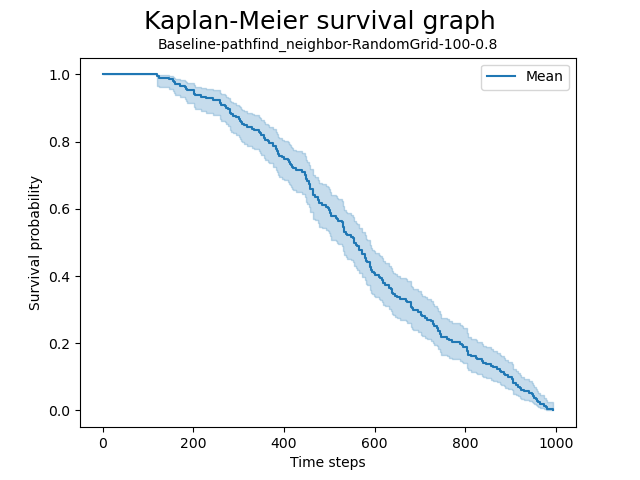 Kaplan-Meier survival graph
Baseline-pathfind_neighbor-RandomGrid-100-0.8
Mean
Survival probability
1.0
0.8
0.6
0.4
0.2
0.0
0 200 400 600 800 1000
Time steps